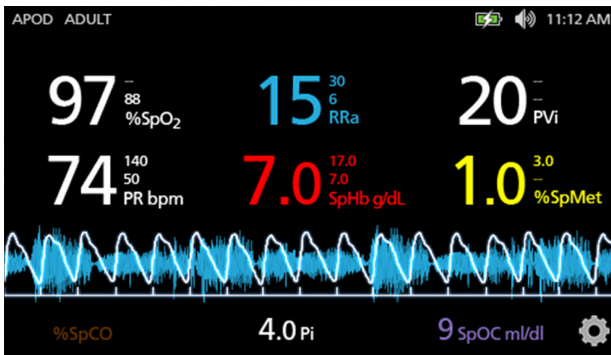 APOD ADULT 11:12 AM
97 -- 88 %SpO2
15 30 6 RRa
20 -- -- PVi
74 140 50 PR bpm
7.0 17.0 7.0 SpHb g/dL
1.0 3.0 -- %SpMet
%SpCO 4.0 Pi 9 SpOC ml/dl